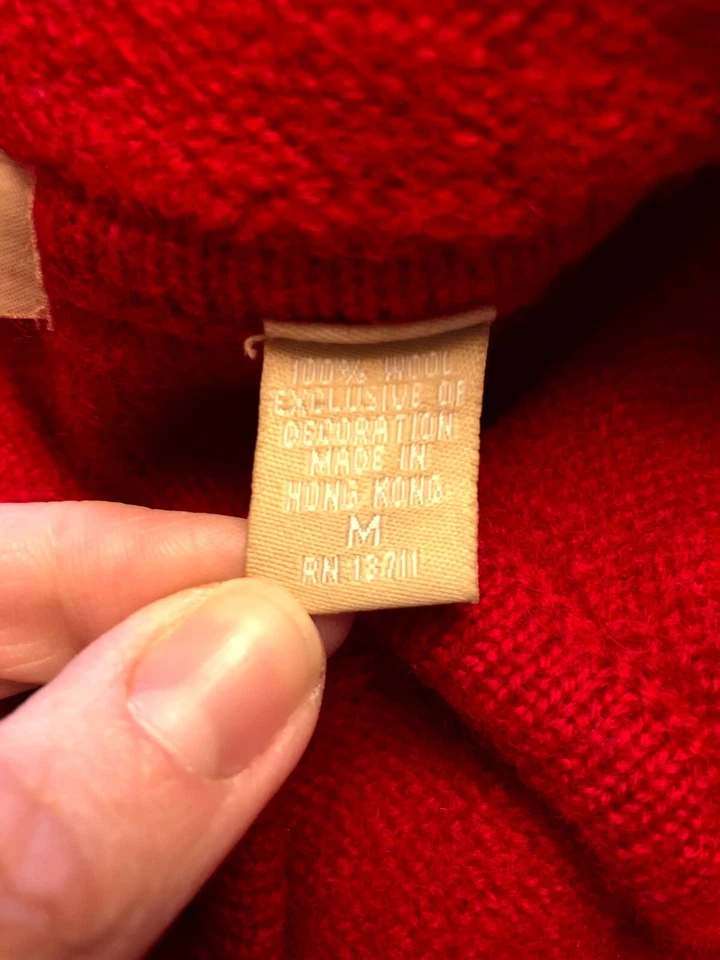 100% WOOL
EXCLUSIVE OF
DECORATION
MADE IN
HONG KONG
M
RN 13711